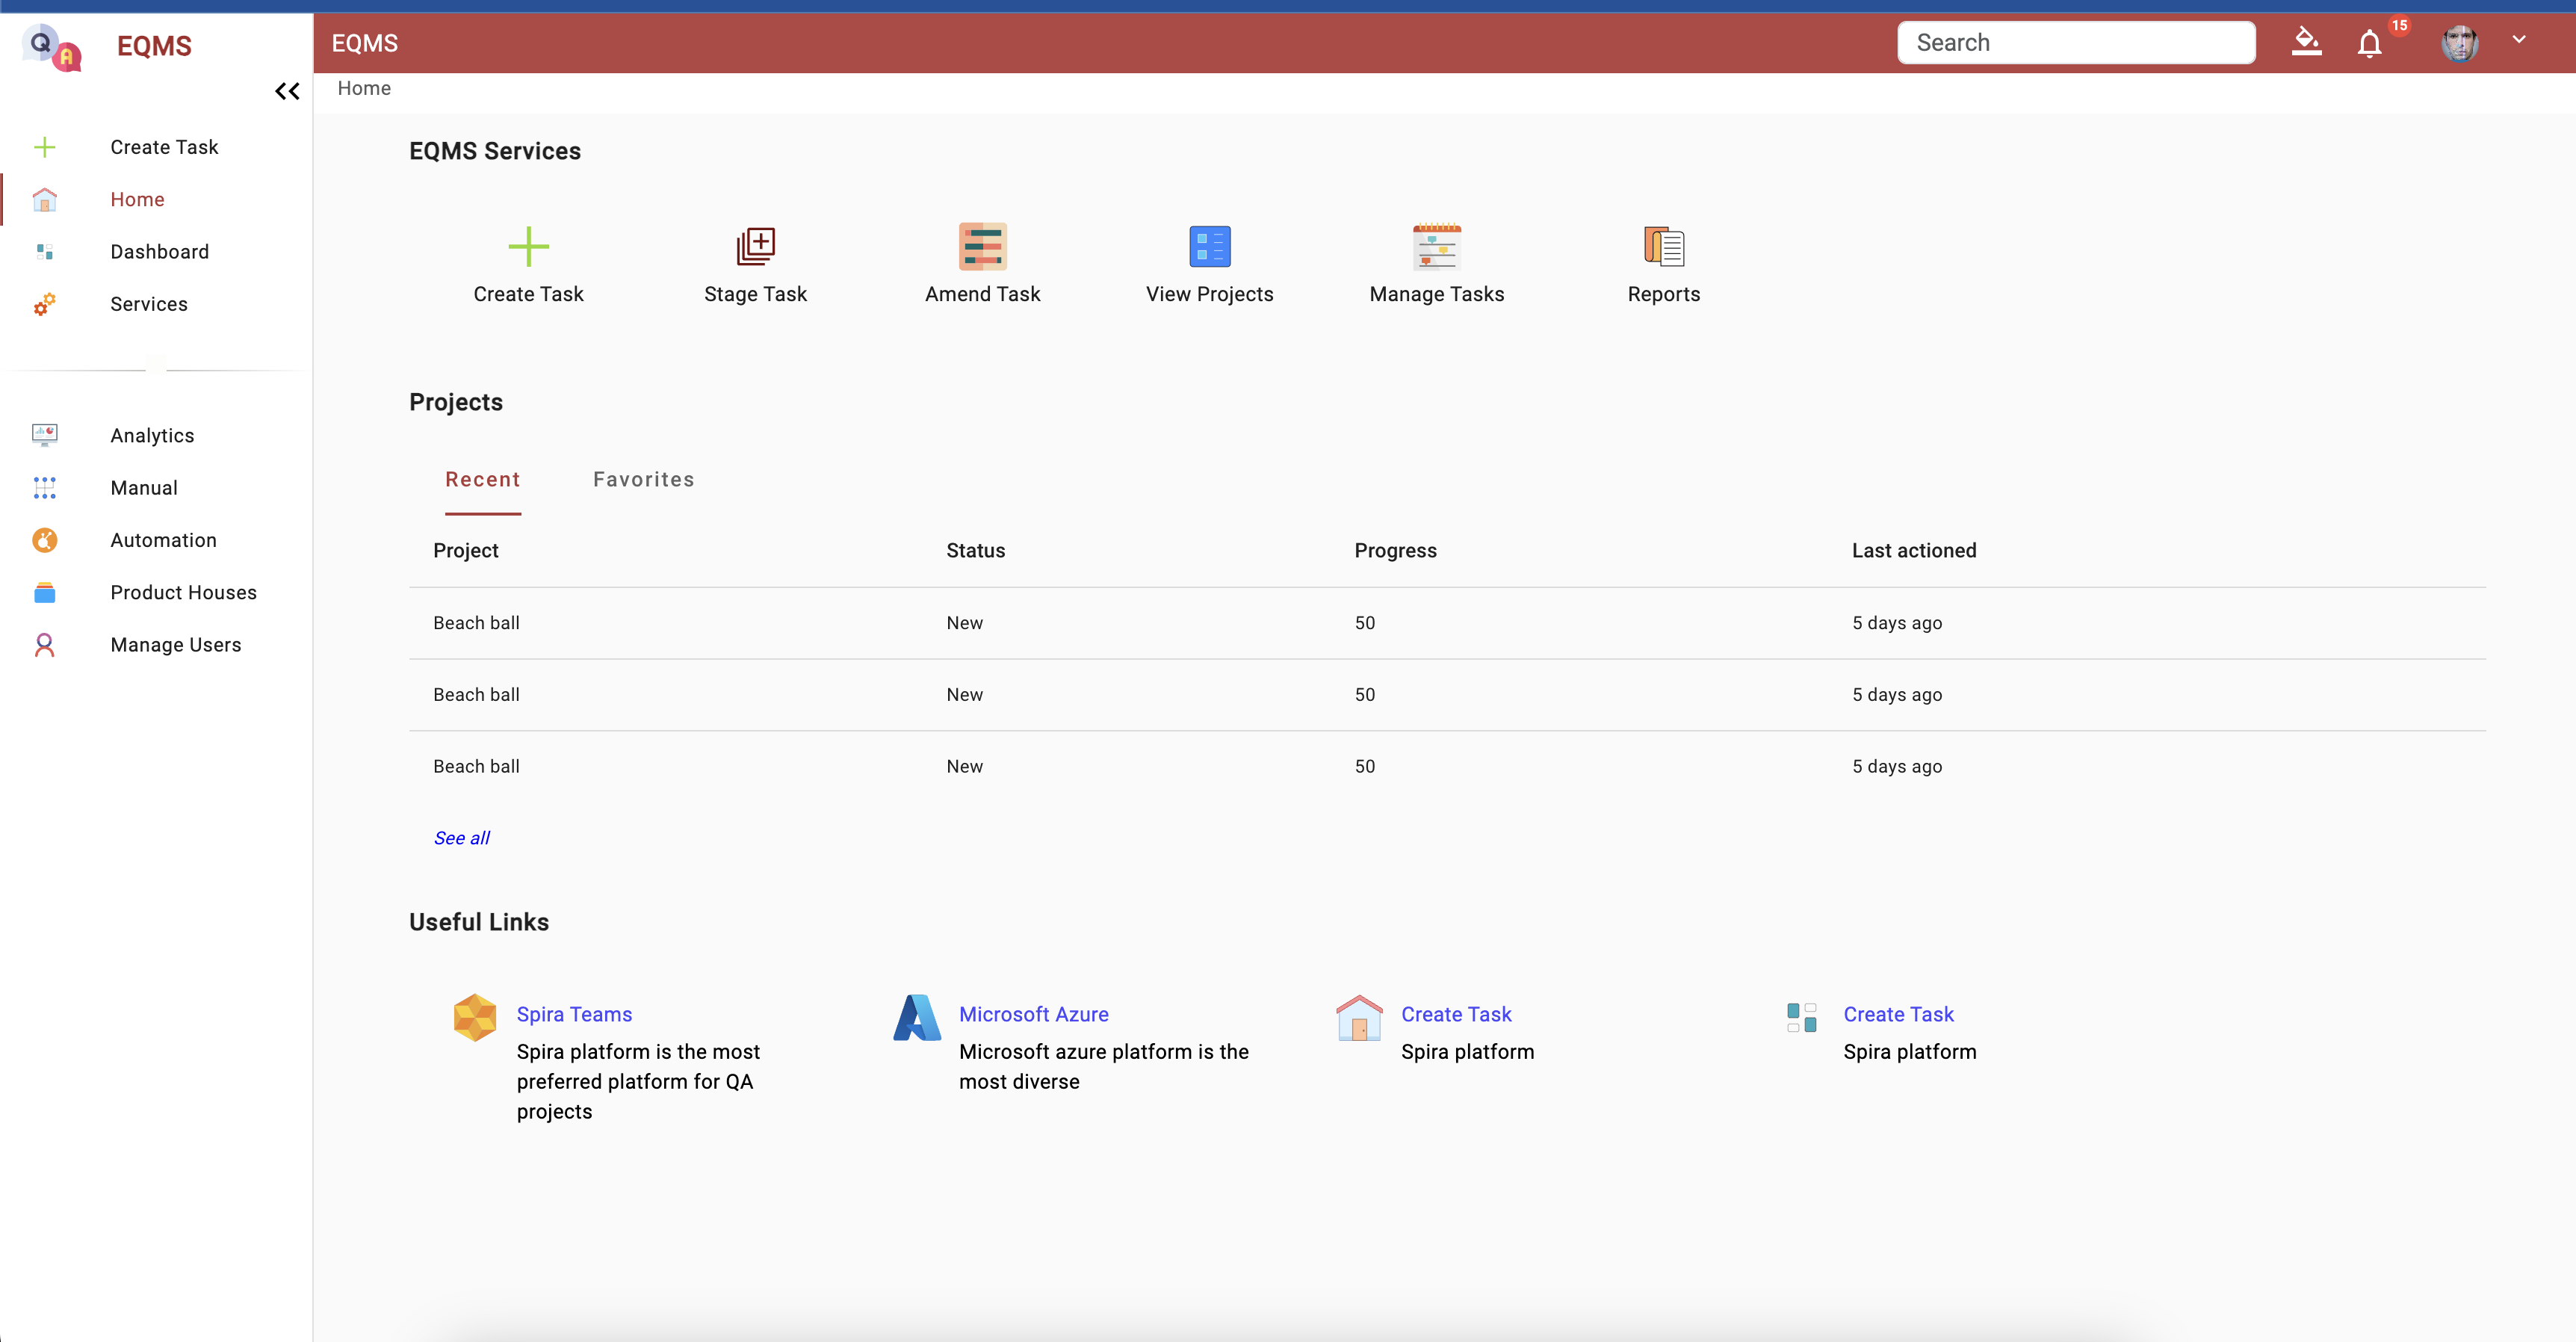 Q
A
EQMS
EQMS
Search
15
Home
Create Task
Home
Dashboard
Services
Analytics
Manual
Automation
Product Houses
Manage Users
EQMS Services
Create Task
Stage Task
Amend Task
View Projects
Manage Tasks
Reports
Projects
Recent
Favorites
Project Status Progress Last actioned
Beach ball New 50 5 days ago
Beach ball New 50 5 days ago
Beach ball New 50 5 days ago
See all
Useful Links
Spira Teams
Spira platform is the most
preferred platform for QA
projects
Microsoft Azure
Microsoft azure platform is the
most diverse
Create Task
Spira platform
Create Task
Spira platform